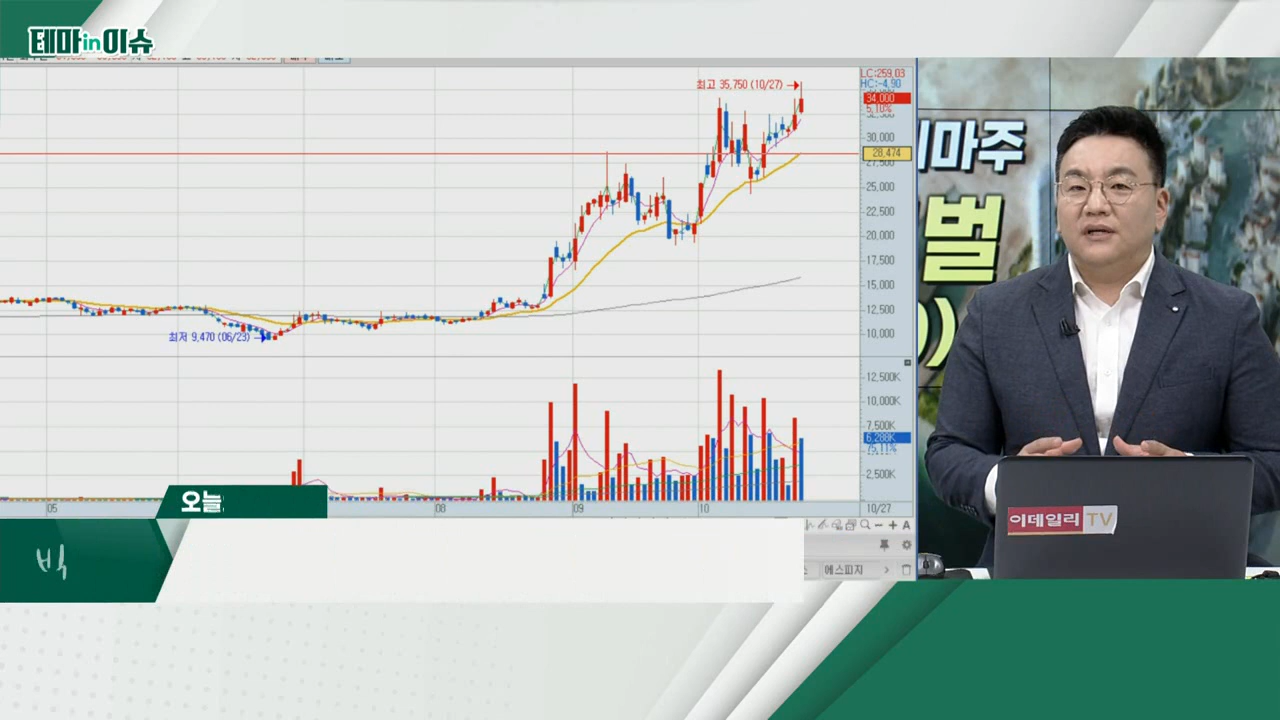 테마in이슈
최고 35,750 (10/27)
LC:259.03
HC:-4.90
34,000
5.10%
32,500
30,000
28,474
27,500
25,000
22,500
20,000
17,500
15,000
12,500
10,000
최저 9,470 (06/23)
12,500K
10,000K
7,500K
6,288K
75.11%
2,500K
05
08
09
10
10/27
오늘
빅
A
에스피지
마주
벌
이데일리 TV